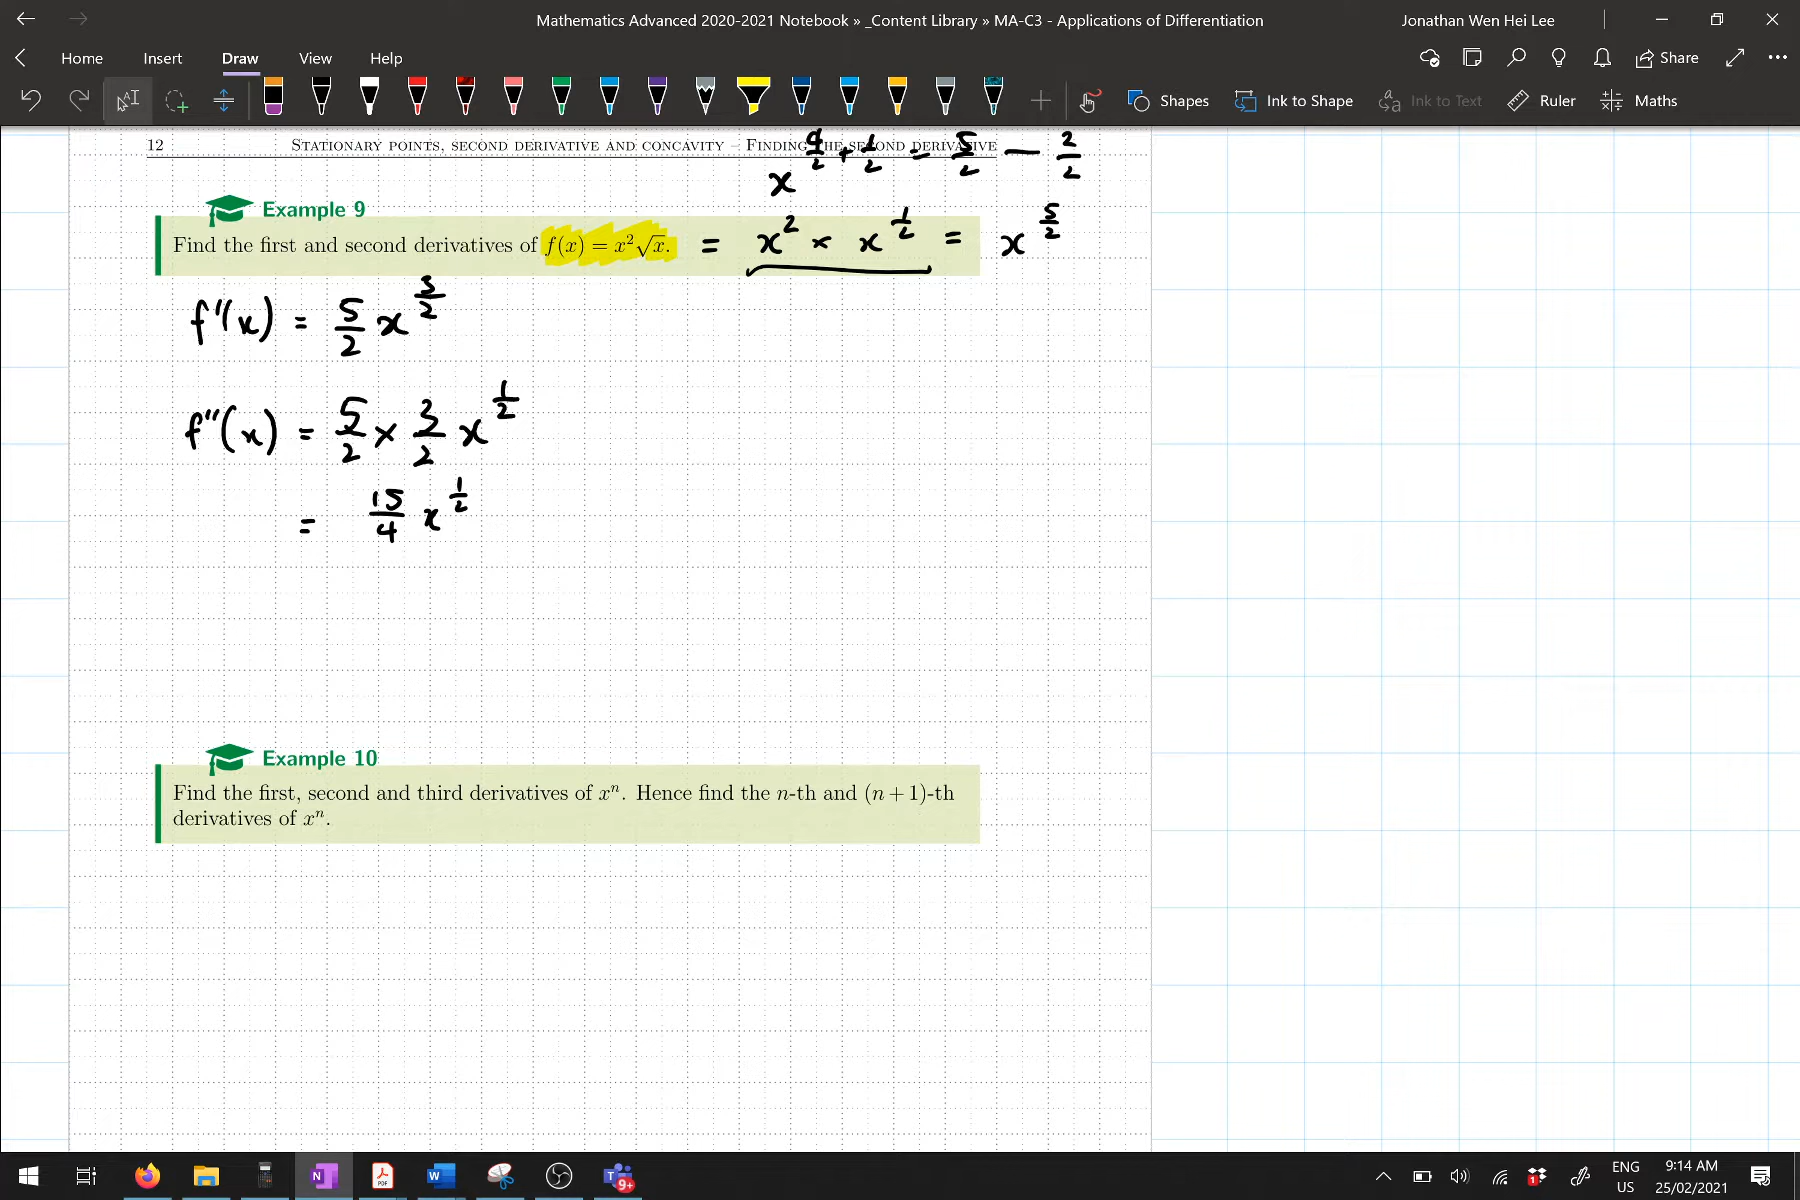 Mathematics Advanced 2020-2021 Notebook » _Content Library » MA-C3 - Applications of Differentiation
Jonathan Wen Hei Lee
Home Insert Draw View Help
Share
Shapes Ink to Shape Ink to Text Ruler Maths
12 Stationary points, second derivative and concavity – Finding the second derivative
x^(4/2 + 1/2) = 5/2 − 2/2
Example 9
Find the first and second derivatives of f(x) = x²√x. = x² × x^(1/2) = x^(5/2)
f'(x) = 5/2 x^(3/2)
f''(x) = 5/2 × 3/2 x^(1/2)
= 15/4 x^(1/2)
Example 10
Find the first, second and third derivatives of xⁿ. Hence find the n-th and (n + 1)-th
derivatives of xⁿ.
ENG
US
9:14 AM
25/02/2021